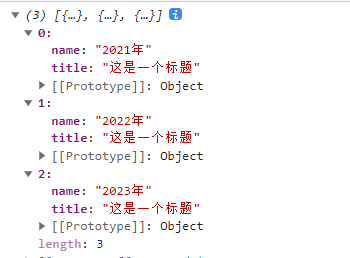 (3) [{…}, {…}, {…}] i
0:
name: "2021年"
title: "这是一个标题"
[[Prototype]]: Object
1:
name: "2022年"
title: "这是一个标题"
[[Prototype]]: Object
2:
name: "2023年"
title: "这是一个标题"
[[Prototype]]: Object
length: 3